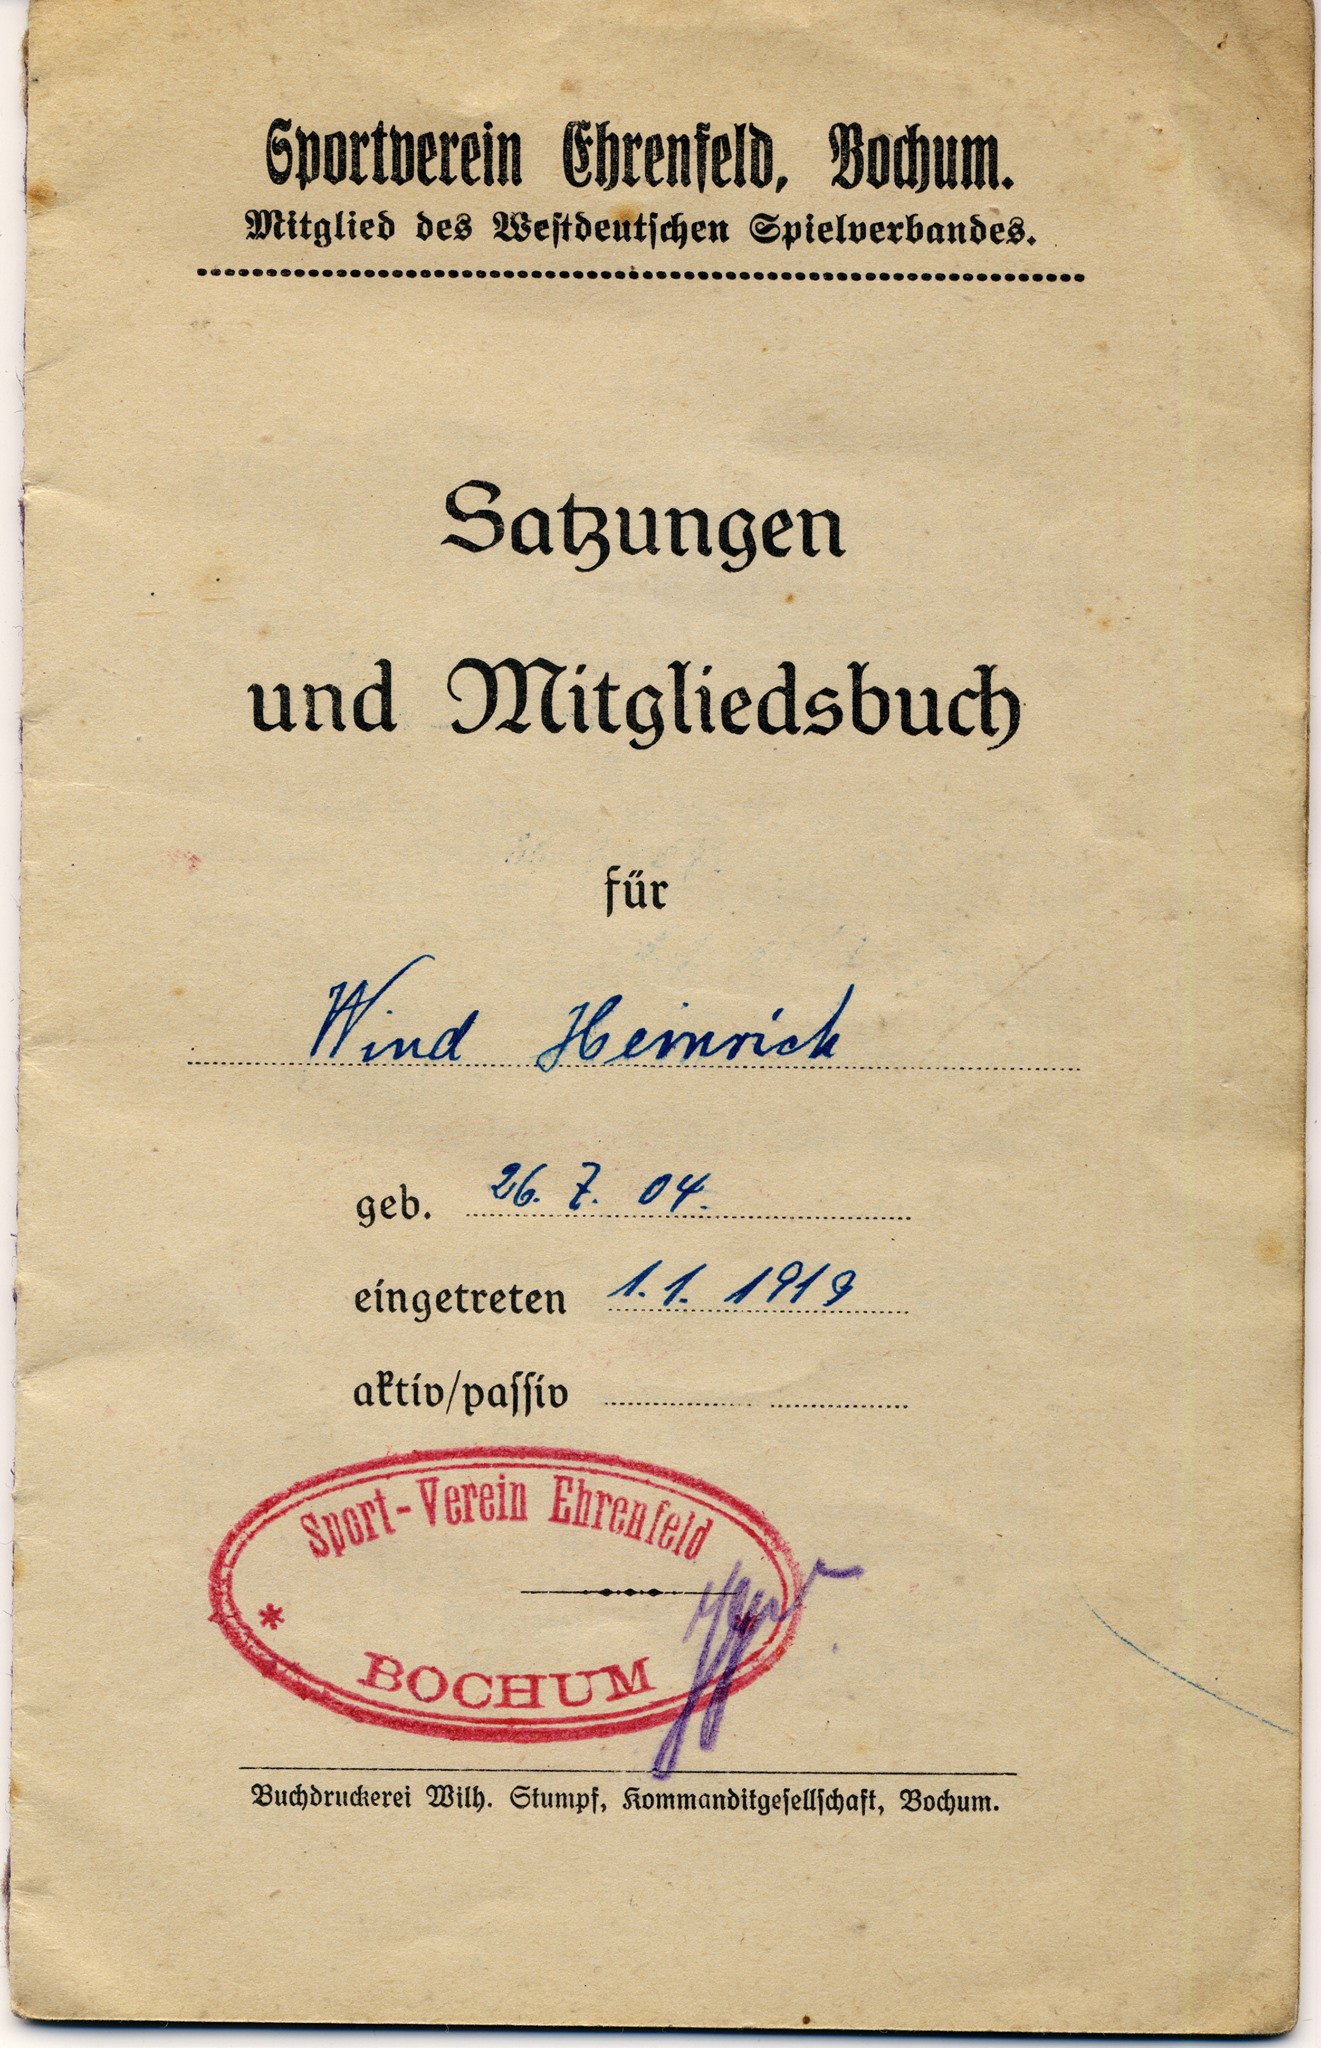 Sportverein Ehrenfeld, Bochum.
Mitglied des Westdeutschen Spielverbandes.
Satzungen
und Mitgliedsbuch
für
Wind Heinrich
geb. 26. 7. 04.
eingetreten 1. 1. 1919
aktiv/passiv
Sport-Verein Ehrenfeld
* BOCHUM
Buchdruckerei Wilh. Stumpf, Kommanditgesellschaft, Bochum.